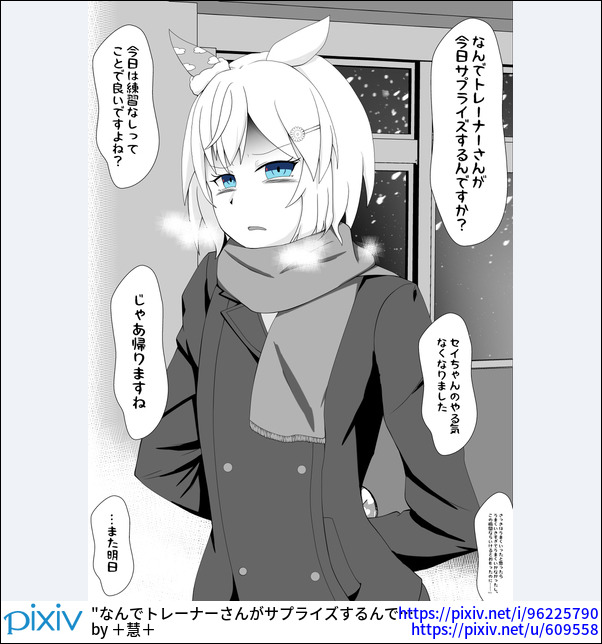 なんでトレーナーさんが
今日サプライズするんですか？
今日は練習なしって
ことで良いですよね？
セイちゃんのやる気
なくなりました
じゃあ帰りますね
…また明日
pixiv
"なんでトレーナーさんがサプライズするんで
by ＋慧＋
https://pixiv.net/i/96225790
https://pixiv.net/u/609558